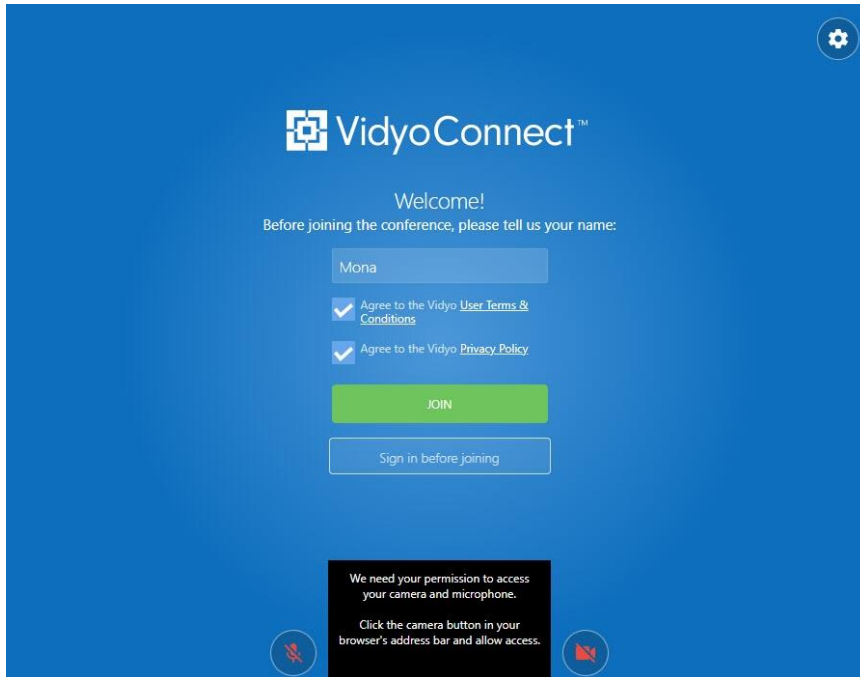 VidyoConnect™
Welcome!
Before joining the conference, please tell us your name:
Mona
Agree to the Vidyo User Terms &
Conditions
Agree to the Vidyo Privacy Policy
JOIN
Sign in before joining
We need your permission to access
your camera and microphone.
Click the camera button in your
browser's address bar and allow access.